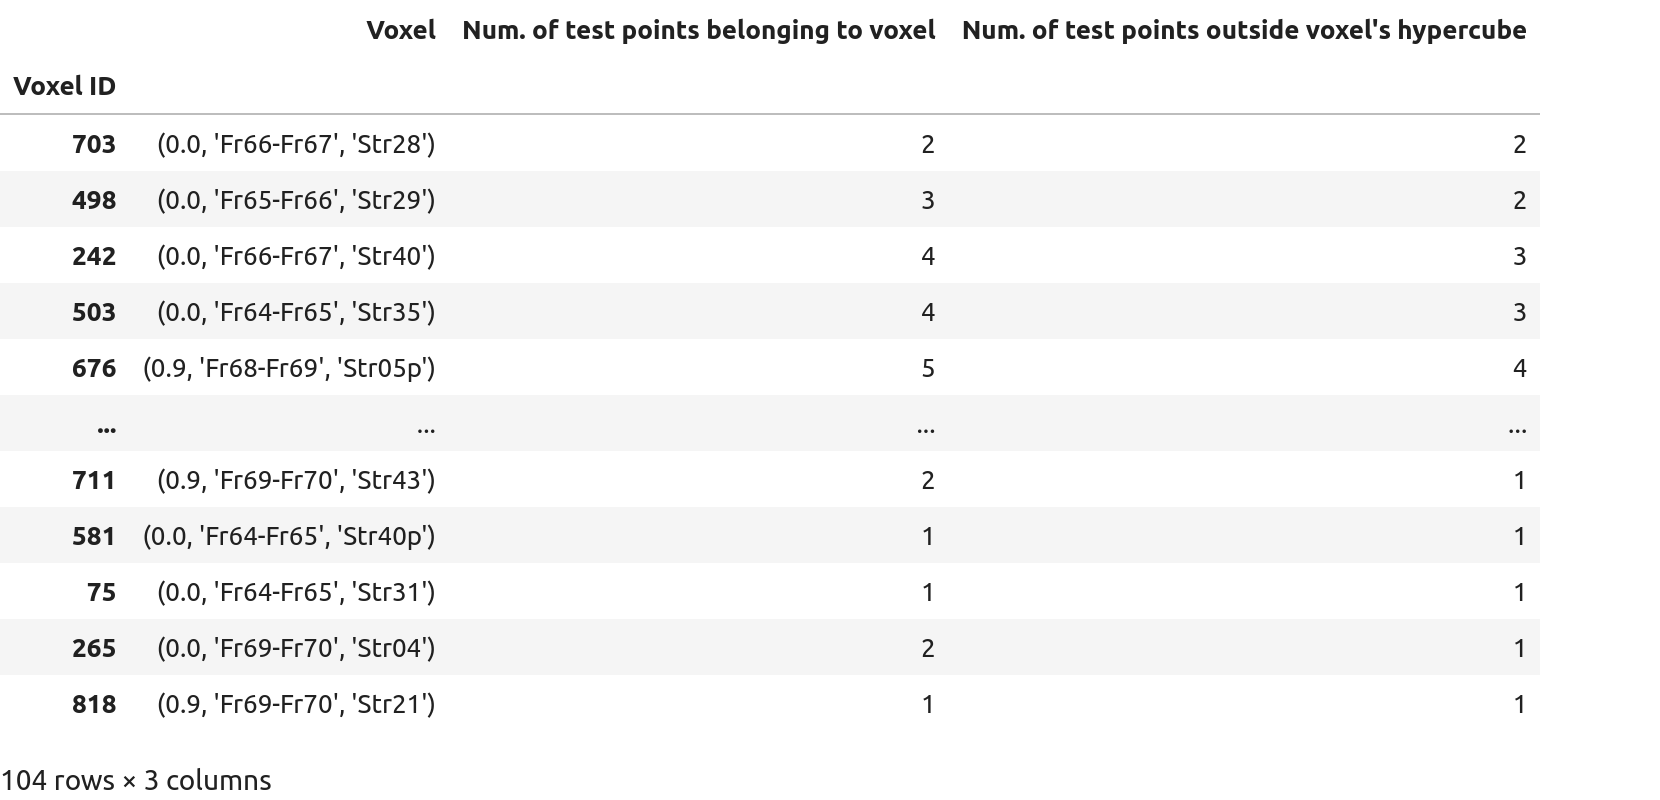 Voxel Num. of test points belonging to voxel Num. of test points outside voxel's hypercube
Voxel ID
703 (0.0, 'Fr66-Fr67', 'Str28') 2 2
498 (0.0, 'Fr65-Fr66', 'Str29') 3 2
242 (0.0, 'Fr66-Fr67', 'Str40') 4 3
503 (0.0, 'Fr64-Fr65', 'Str35') 4 3
676 (0.9, 'Fr68-Fr69', 'Str05p') 5 4
... ... ... ...
711 (0.9, 'Fr69-Fr70', 'Str43') 2 1
581 (0.0, 'Fr64-Fr65', 'Str40p') 1 1
75 (0.0, 'Fr64-Fr65', 'Str31') 1 1
265 (0.0, 'Fr69-Fr70', 'Str04') 2 1
818 (0.9, 'Fr69-Fr70', 'Str21') 1 1
104 rows × 3 columns